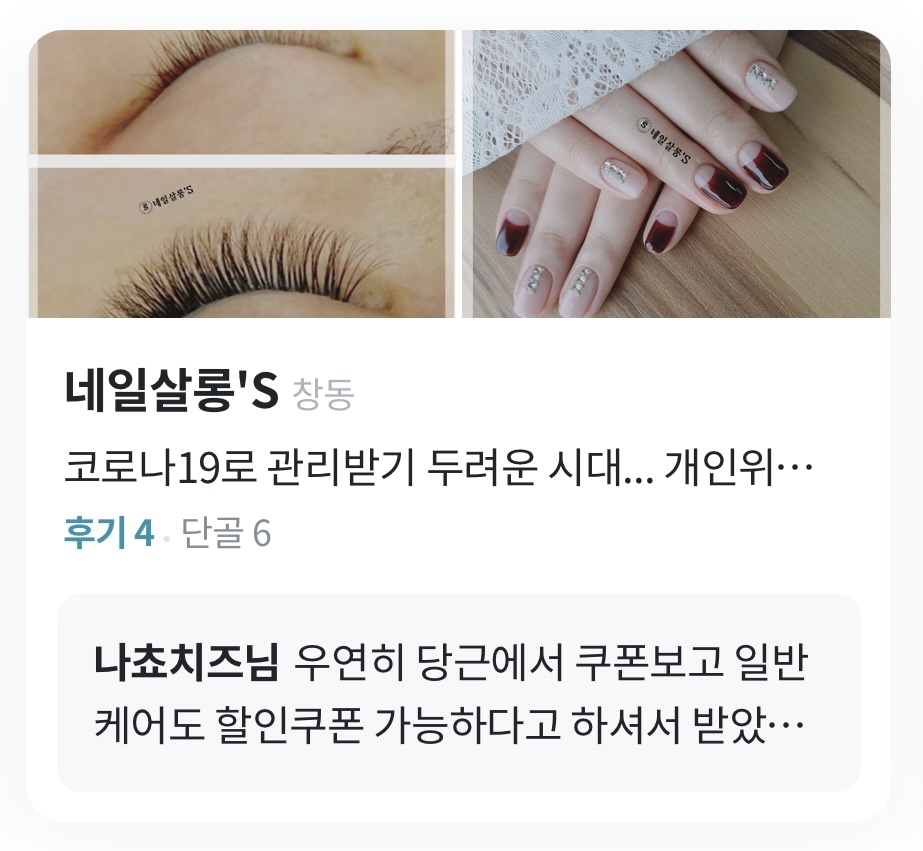 S 네일살롱'S
S 네일살롱'S
네일살롱'S 창동
코로나19로 관리받기 두려운 시대... 개인위…
후기 4 · 단골 6
나쵸치즈님 우연히 당근에서 쿠폰보고 일반
케어도 할인쿠폰 가능하다고 하셔서 받았…